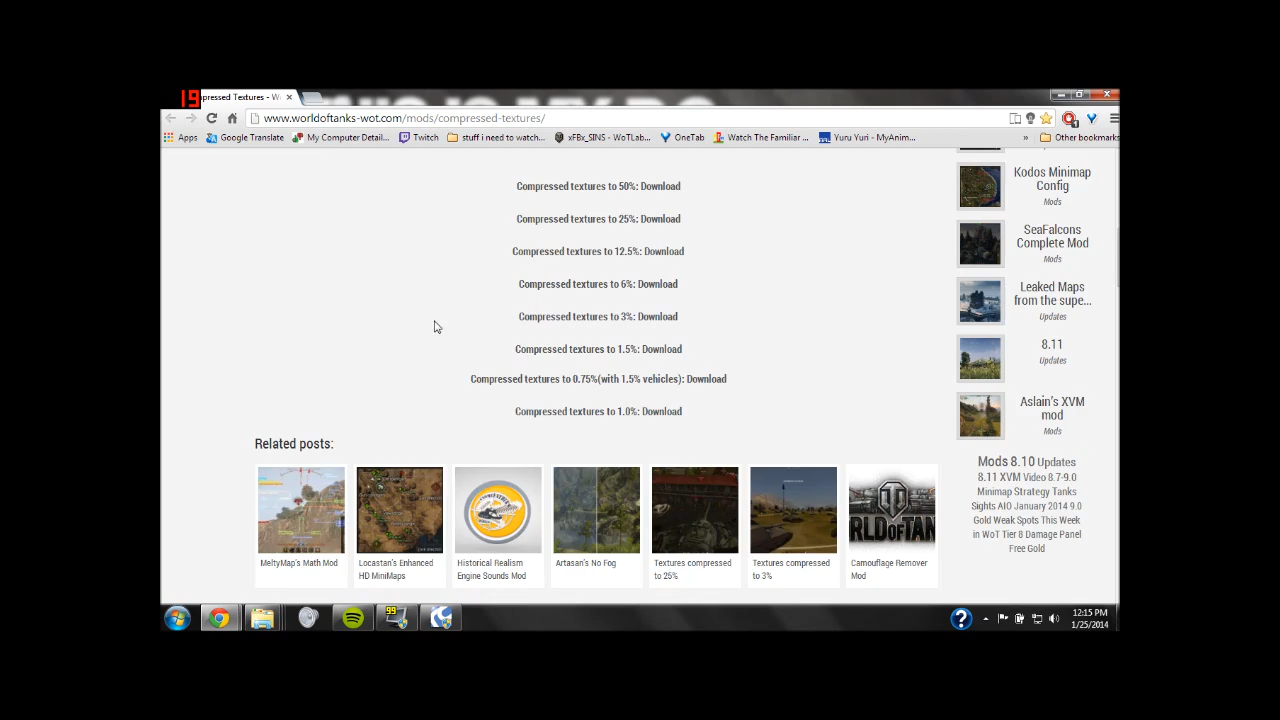 19
pressed Textures - W
www.worldoftanks-wot.com/mods/compressed-textures/
Apps
Google Translate
My Computer Detail...
Twitch
stuff i need to watch...
xFBx_SINS - WoTLab...
OneTab
Watch The Familiar ...
Yuru Yuri - MyAnim...
»
Other bookmarks
Compressed textures to 50%: Download
Compressed textures to 25%: Download
Compressed textures to 12.5%: Download
Compressed textures to 6%: Download
Compressed textures to 3%: Download
Compressed textures to 1.5%: Download
Compressed textures to 0.75%(with 1.5% vehicles): Download
Compressed textures to 1.0%: Download
Related posts:
MeltyMap's Math Mod
Locastan's Enhanced
HD MiniMaps
Historical Realism
Engine Sounds Mod
Artasan's No Fog
Textures compressed
to 25%
Textures compressed
to 3%
RLD OF TAN
Camouflage Remover
Mod
Kodos Minimap
Config
Mods
SeaFalcons
Complete Mod
Mods
Leaked Maps
from the supe...
Updates
8.11
Updates
Aslain's XVM
mod
Mods
Mods 8.10 Updates
8.11 XVM Video 8.7-9.0
Minimap Strategy Tanks
Sights AIO January 2014 9.0
Gold Weak Spots This Week
in WoT Tier 8 Damage Panel
Free Gold
99
?
12:15 PM
1/25/2014